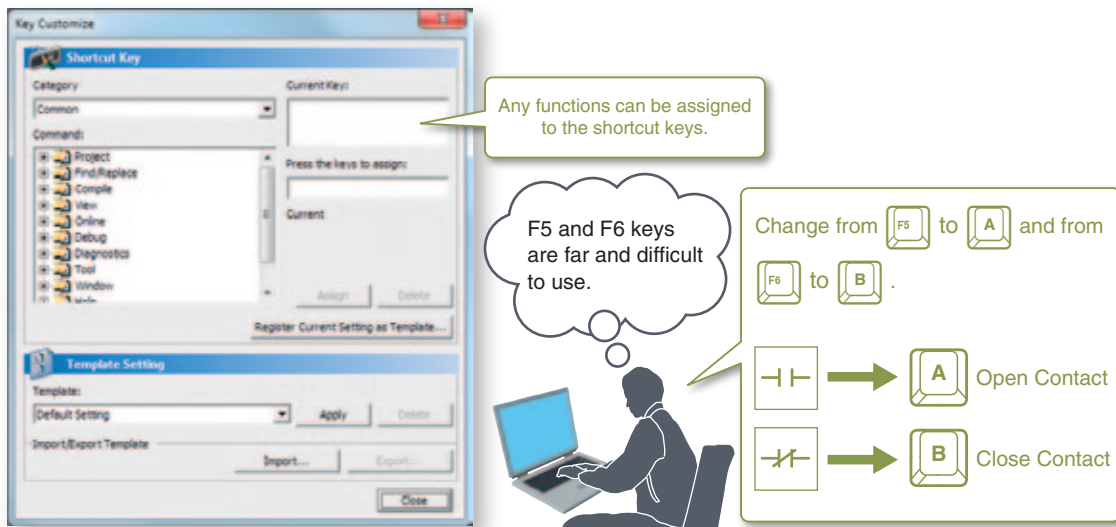 Key Customize
Shortcut Key
Category
Common
Command:
Project
Find/Replace
Compile
View
Online
Debug
Diagnostics
Tool
Window
Help
Current Key:
Press the keys to assign:
Current
Assign
Delete
Register Current Setting as Template...
Template Setting
Template:
Default Setting
Apply
Delete
Import/Export Template
Import...
Export...
Close
Any functions can be assigned
to the shortcut keys.
F5 and F6 keys
are far and difficult
to use.
Change from F5 to A and from
F6 to B .
A Open Contact
B Close Contact